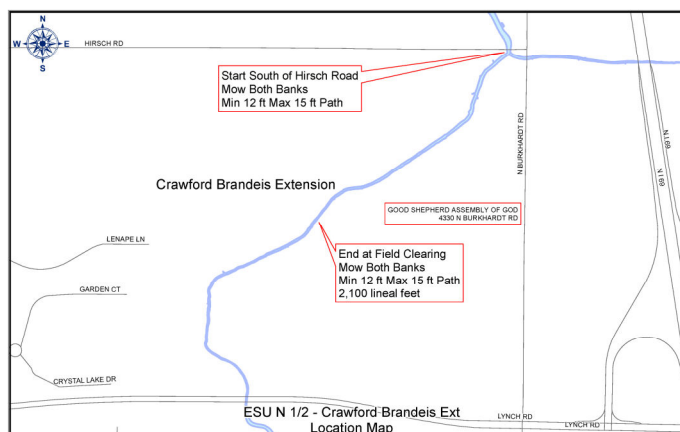 N
W E
S
HIRSCH RD
Start South of Hirsch Road
Mow Both Banks
Min 12 ft Max 15 ft Path
N BURKHARDT RD
N I 69
N I 69
Crawford Brandeis Extension
GOOD SHEPHERD ASSEMBLY OF GOD
4330 N BURKHARDT RD
LENAPE LN
End at Field Clearing
Mow Both Banks
Min 12 ft Max 15 ft Path
2,100 lineal feet
GARDEN CT
CRYSTAL LAKE DR
ESU N 1/2 - Crawford Brandeis Ext
Location Map
LYNCH RD
LYNCH RD